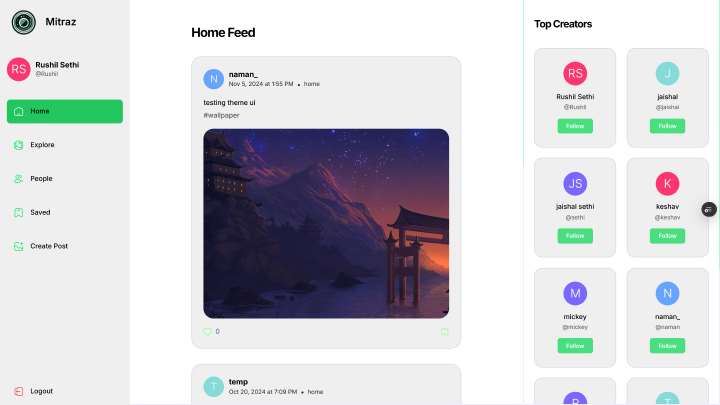 Mitraz
RS
Rushil Sethi
@Rushil
Home
Explore
People
Saved
Create Post
Logout
Home Feed
N
naman_
Nov 5, 2024 at 1:55 PM • home
testing theme ui
#wallpaper
0
T
temp
Oct 20, 2024 at 7:09 PM • home
Top Creators
RS
Rushil Sethi
@Rushil
Follow
J
jaishal
@jaishal
Follow
JS
jaishal sethi
@sethi
Follow
K
keshav
@keshav
Follow
M
mickey
@mickey
Follow
N
naman_
@naman
Follow
T